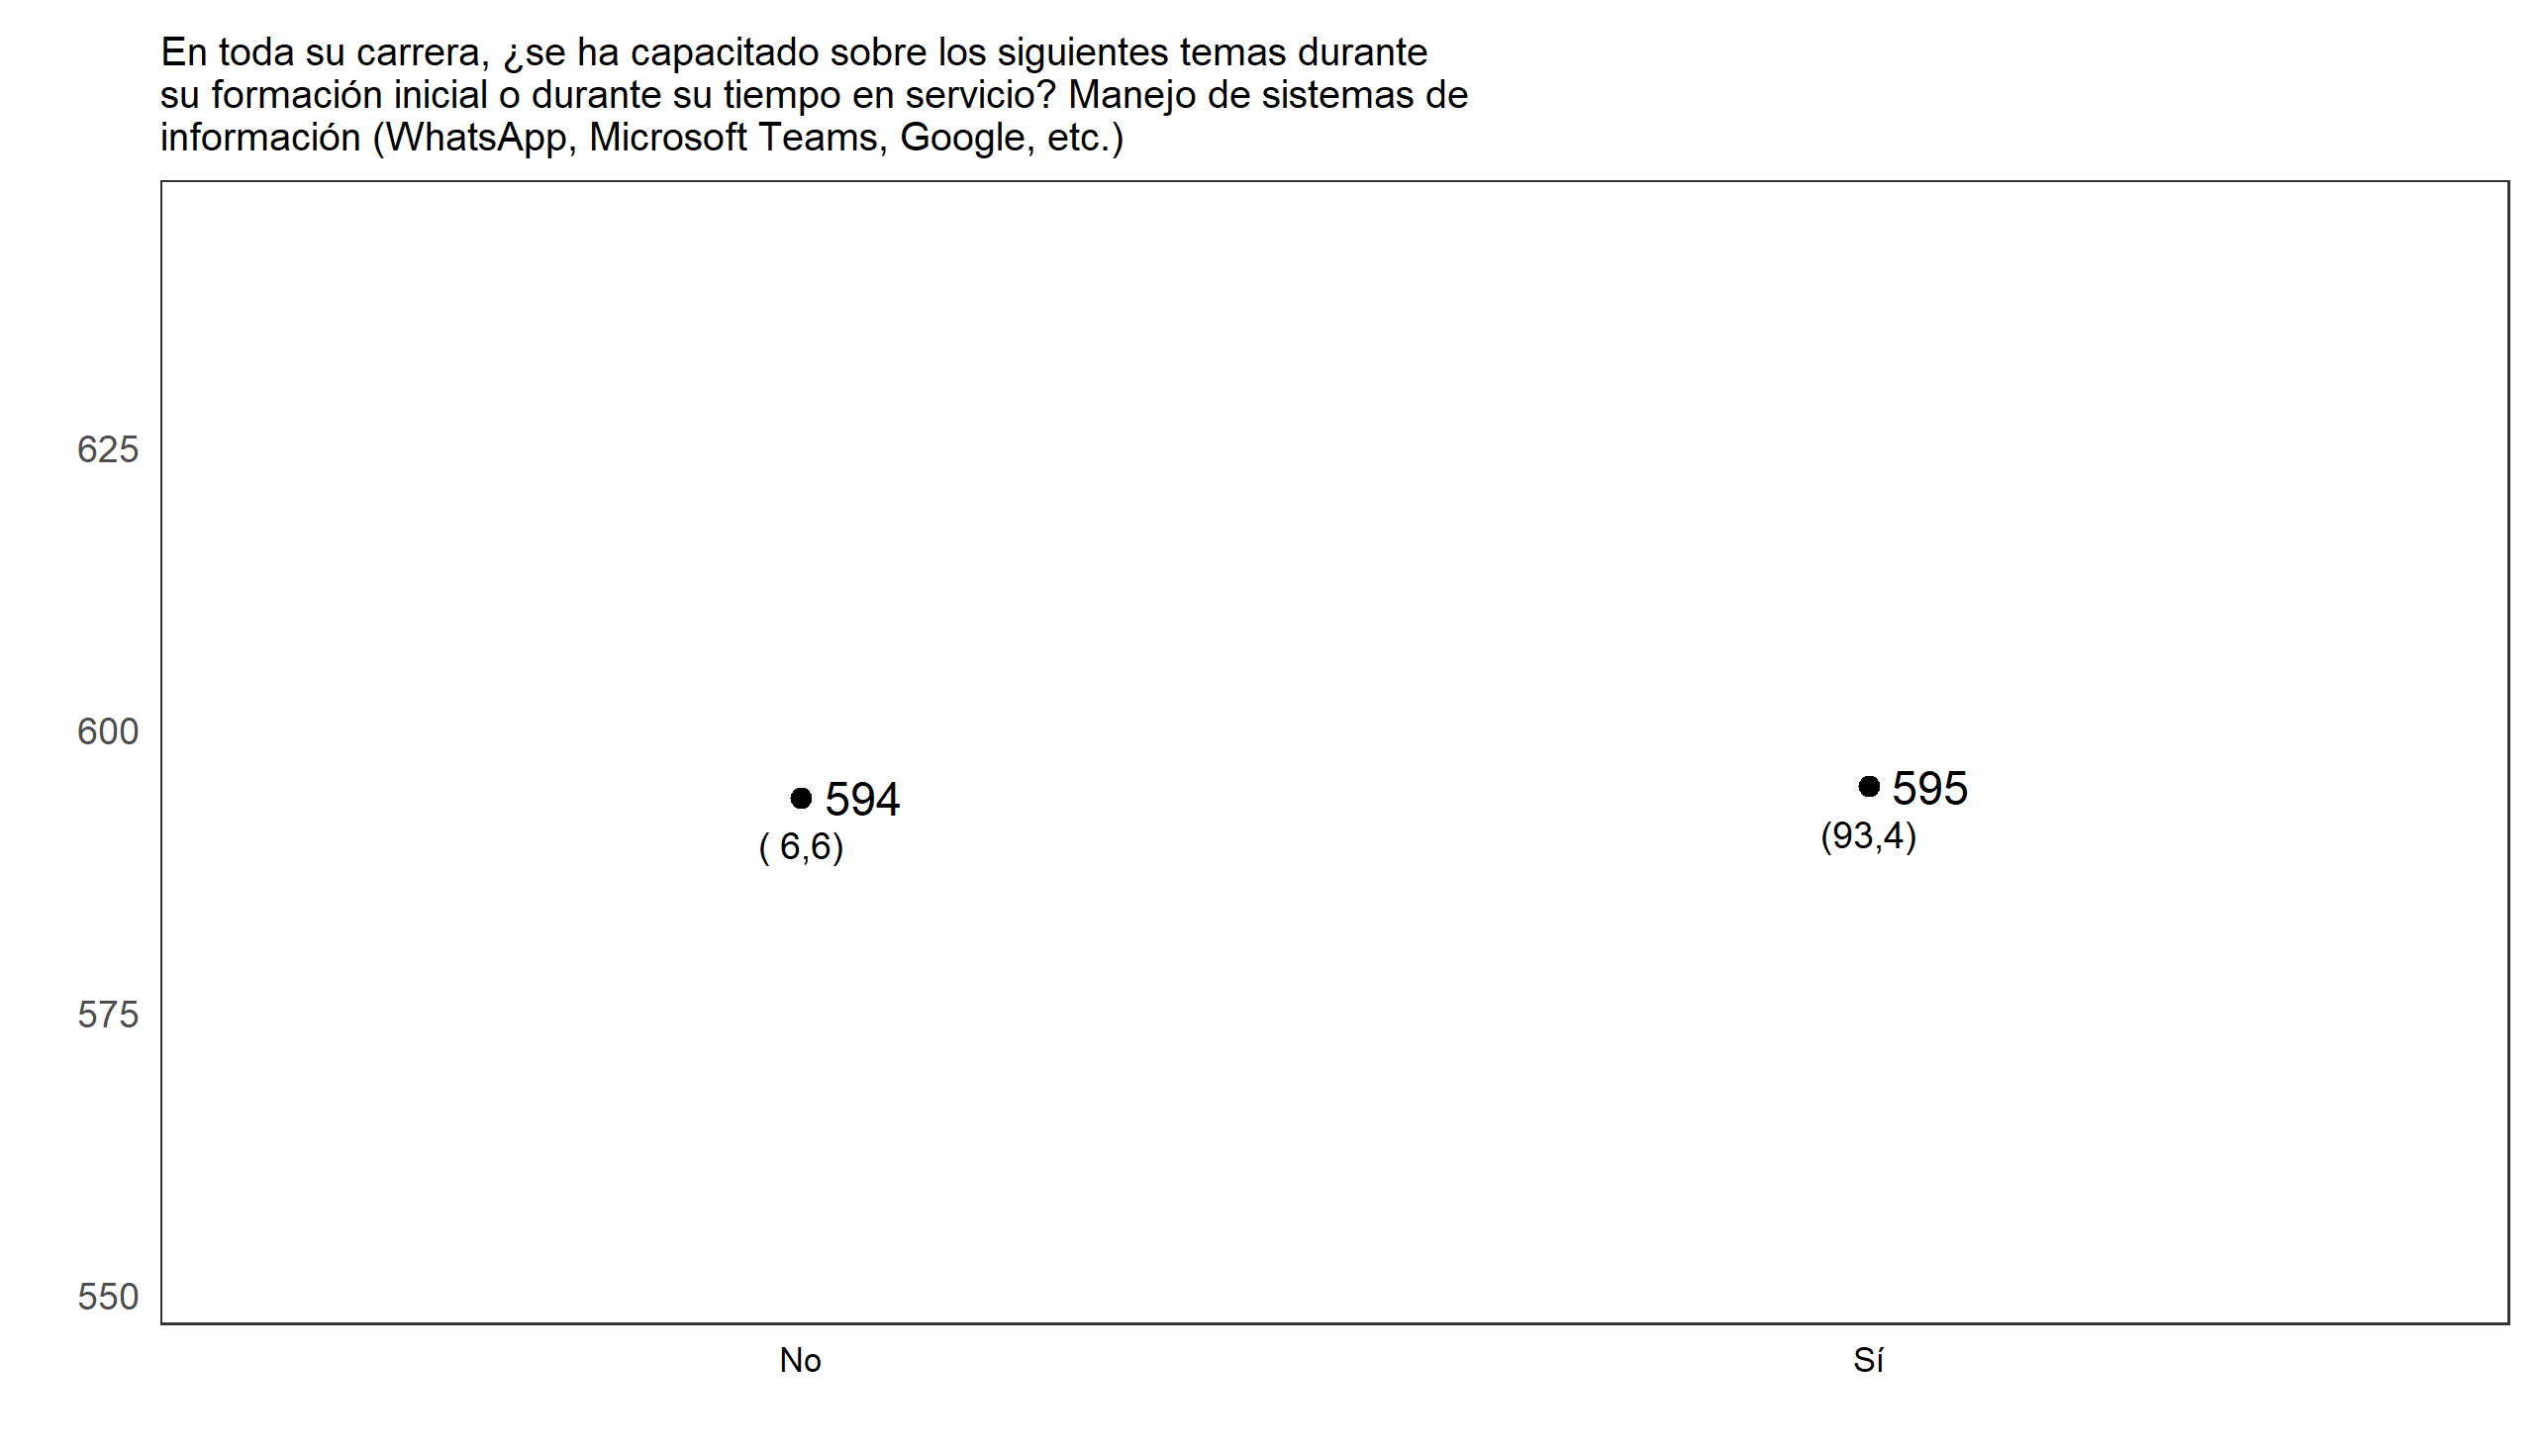 En toda su carrera, ¿se ha capacitado sobre los siguientes temas durante
su formación inicial o durante su tiempo en servicio? Manejo de sistemas de
información (WhatsApp, Microsoft Teams, Google, etc.)
625
600
594
595
( 6,6)
(93,4)
575
550
No
Sí